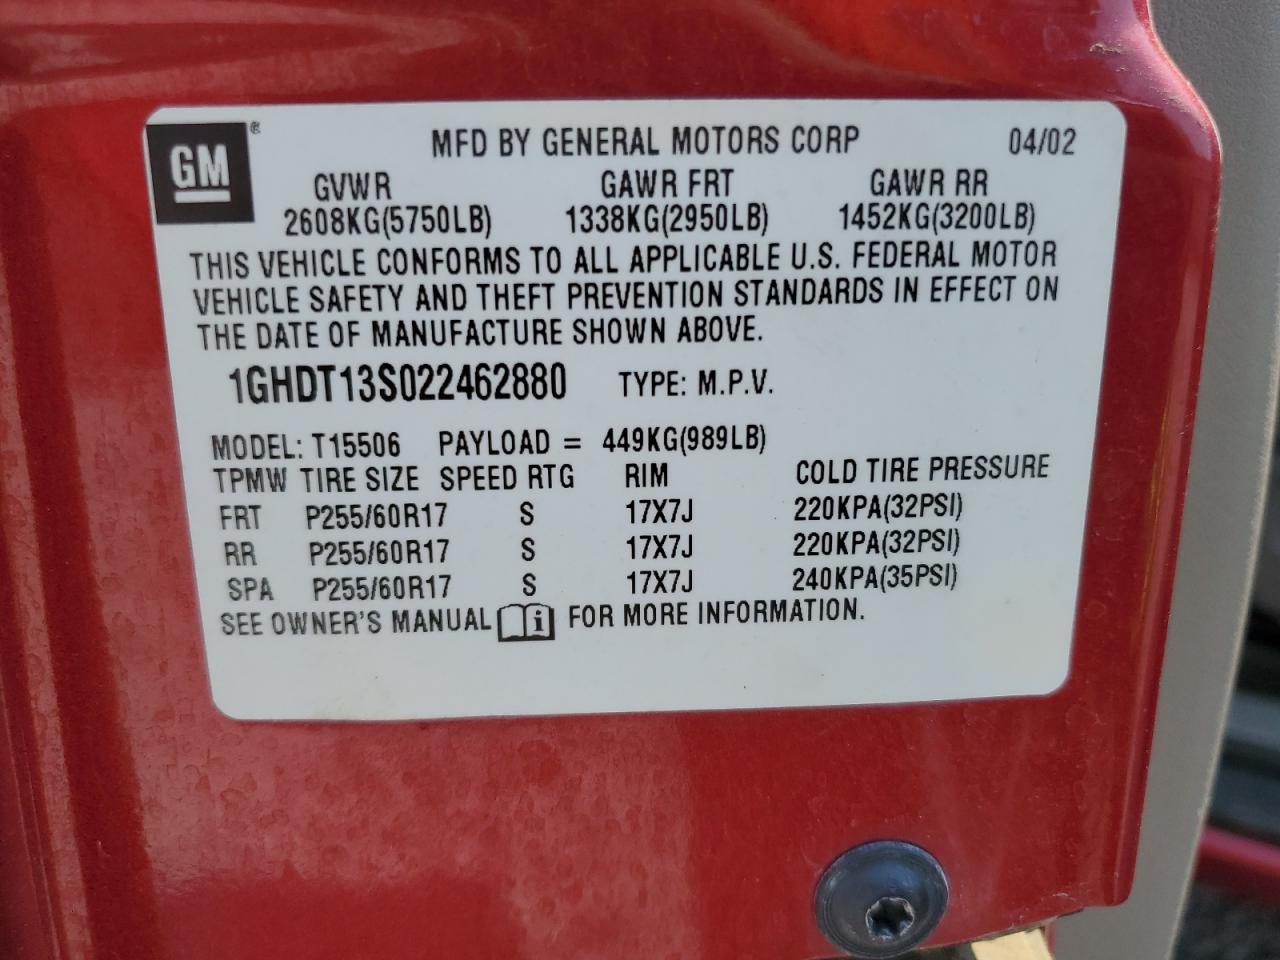 GM ® MFD BY GENERAL MOTORS CORP 04/02
GVWR GAWR FRT GAWR RR
2608KG(5750LB) 1338KG(2950LB) 1452KG(3200LB)
THIS VEHICLE CONFORMS TO ALL APPLICABLE U.S. FEDERAL MOTOR
VEHICLE SAFETY AND THEFT PREVENTION STANDARDS IN EFFECT ON
THE DATE OF MANUFACTURE SHOWN ABOVE.
1GHDT13S022462880 TYPE: M.P.V.
MODEL: T15506 PAYLOAD = 449KG(989LB)
TPMW TIRE SIZE SPEED RTG RIM COLD TIRE PRESSURE
FRT P255/60R17 S 17X7J 220KPA(32PSI)
RR P255/60R17 S 17X7J 220KPA(32PSI)
SPA P255/60R17 S 17X7J 240KPA(35PSI)
SEE OWNER'S MANUAL i FOR MORE INFORMATION.